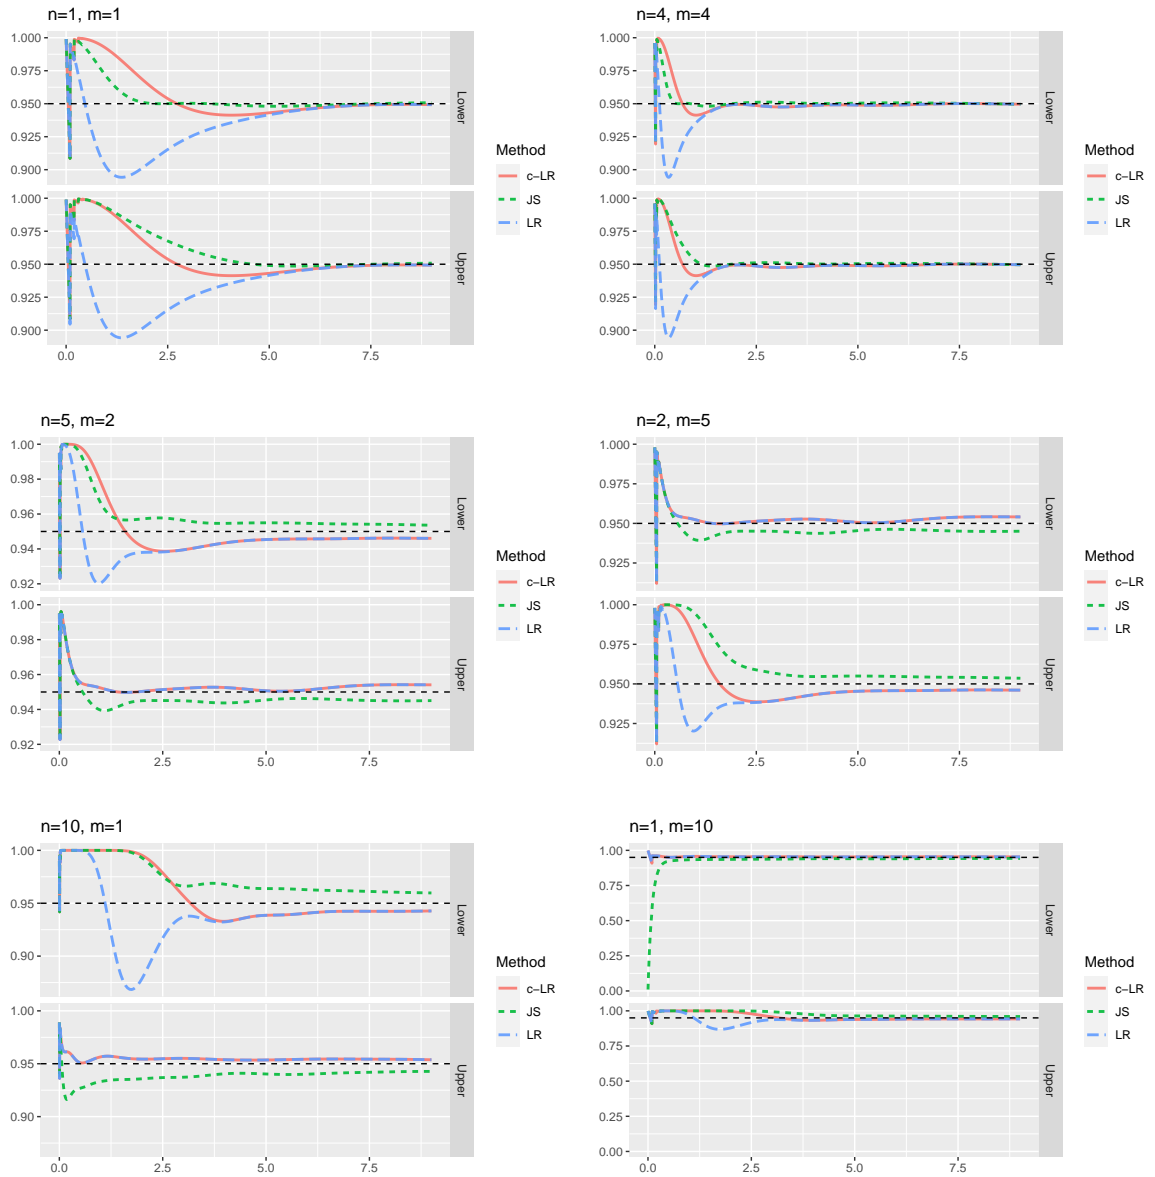 n=1, m=1
1.000
0.975
0.950
0.925
0.900
Lower
1.000
0.975
0.950
0.925
0.900
Upper
0.0
2.5
5.0
7.5
Method
c−LR
JS
LR
n=4, m=4
1.000
0.975
0.950
0.925
0.900
Lower
1.000
0.975
0.950
0.925
0.900
Upper
0.0
2.5
5.0
7.5
Method
c−LR
JS
LR
n=5, m=2
1.00
0.98
0.96
0.94
0.92
Lower
1.00
0.98
0.96
0.94
0.92
Upper
0.0
2.5
5.0
7.5
Method
c−LR
JS
LR
n=2, m=5
1.000
0.975
0.950
0.925
Lower
1.000
0.975
0.950
0.925
Upper
0.0
2.5
5.0
7.5
Method
c−LR
JS
LR
n=10, m=1
1.00
0.95
0.90
Lower
1.00
0.95
0.90
Upper
0.0
2.5
5.0
7.5
Method
c−LR
JS
LR
n=1, m=10
1.00
0.75
0.50
0.25
0.00
Lower
1.00
0.75
0.50
0.25
0.00
Upper
0.0
2.5
5.0
7.5
Method
c−LR
JS
LR